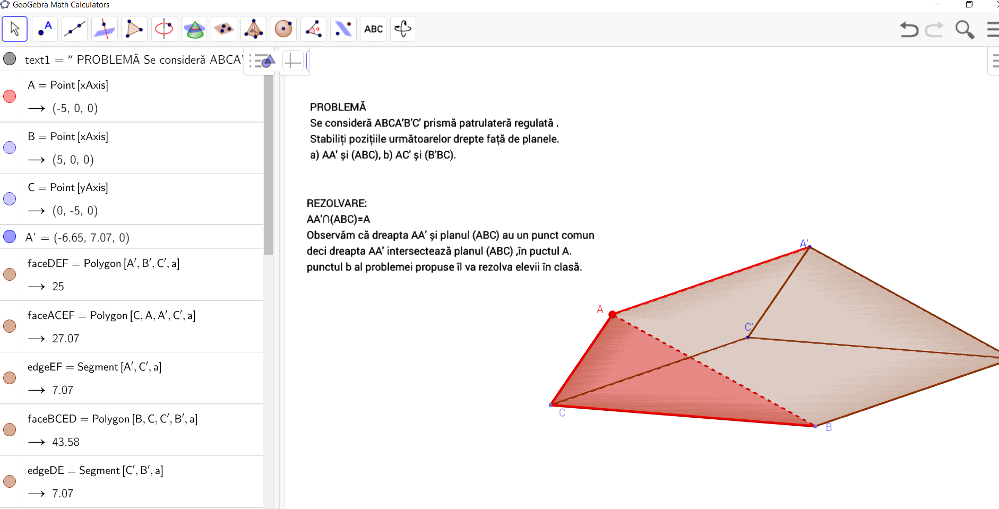 GeoGebra Math Calculators
A
α
ABC
text1 = “ PROBLEMĂ Se consideră ABCA'
A = Point [xAxis]
→ (-5, 0, 0)
B = Point [xAxis]
→ (5, 0, 0)
C = Point [yAxis]
→ (0, -5, 0)
A' = (-6.65, 7.07, 0)
faceDEF = Polygon [A′, B′, C′, a]
→ 25
faceACEF = Polygon [C, A, A′, C′, a]
→ 27.07
edgeEF = Segment [A′, C′, a]
→ 7.07
faceBCED = Polygon [B, C, C′, B′, a]
→ 43.58
edgeDE = Segment [C′, B′, a]
→ 7.07
PROBLEMĂ
Se consideră ABCA'B'C' prismă patrulateră regulată .
Stabiliți pozițiile următoarelor drepte față de planele.
a) AA' și (ABC), b) AC' și (B'BC).
REZOLVARE:
AA'∩(ABC)=A
Observăm că dreapta AA' și planul (ABC) au un punct comun
deci dreapta AA' intersectează planul (ABC) ,în puctul A.
punctul b al problemei propuse îl va rezolva elevii în clasă.
A'
A
C'
C
B